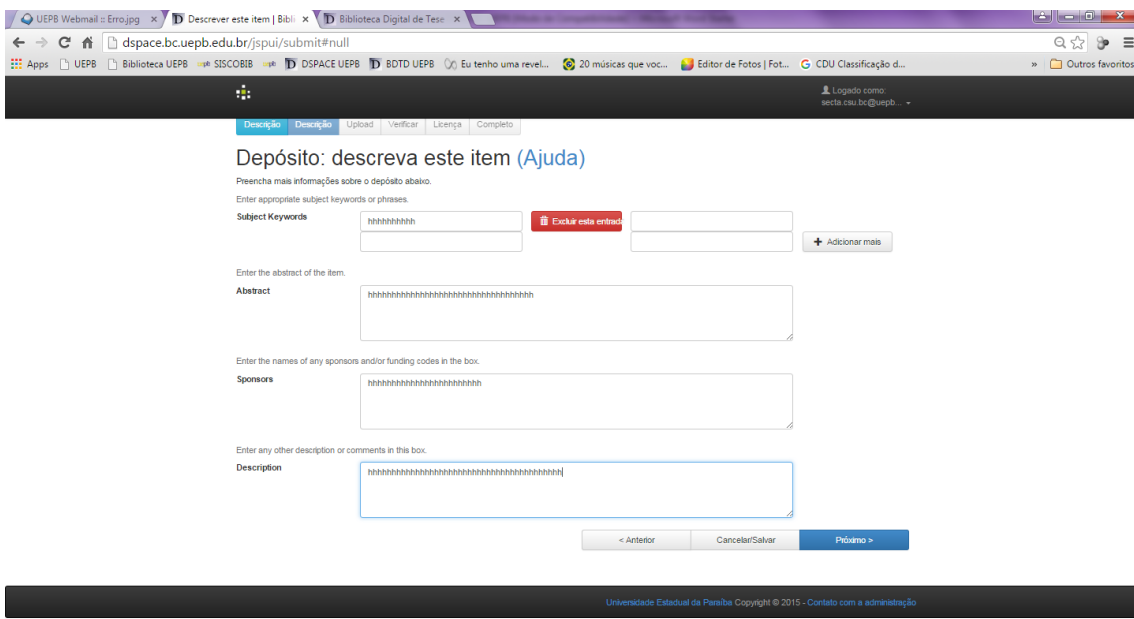 UEPB Webmail :: Erro.jpg
Descrever este item | Bibli
Biblioteca Digital de Tese
dspace.bc.uepb.edu.br/jspui/submit#null
Apps UEPB Biblioteca UEPB SISCOBIB DSPACE UEPB BDTD UEPB Eu tenho uma revel... 20 músicas que voc... Editor de Fotos | Fot... CDU Classificação d... » Outros favoritos
Logado como:
secta.csu.bc@uepb...
Descrição Descrição Upload Verificar Licença Completo
Depósito: descreva este item (Ajuda)
Preencha mais informações sobre o depósito abaixo.
Enter appropriate subject keywords or phrases.
Subject Keywords hhhhhhhhhh Excluir esta entrada
Adicionar mais
Enter the abstract of the item.
Abstract hhhhhhhhhhhhhhhhhhhhhhhhhhhhhhhhhhh
Enter the names of any sponsors and/or funding codes in the box.
Sponsors hhhhhhhhhhhhhhhhhhhhhhhh
Enter any other description or comments in this box.
Description hhhhhhhhhhhhhhhhhhhhhhhhhhhhhhhhhhhhhhhhh
< Anterior Cancelar/Salvar Próximo >
Universidade Estadual da Paraíba Copyright © 2015 - Contato com a administração